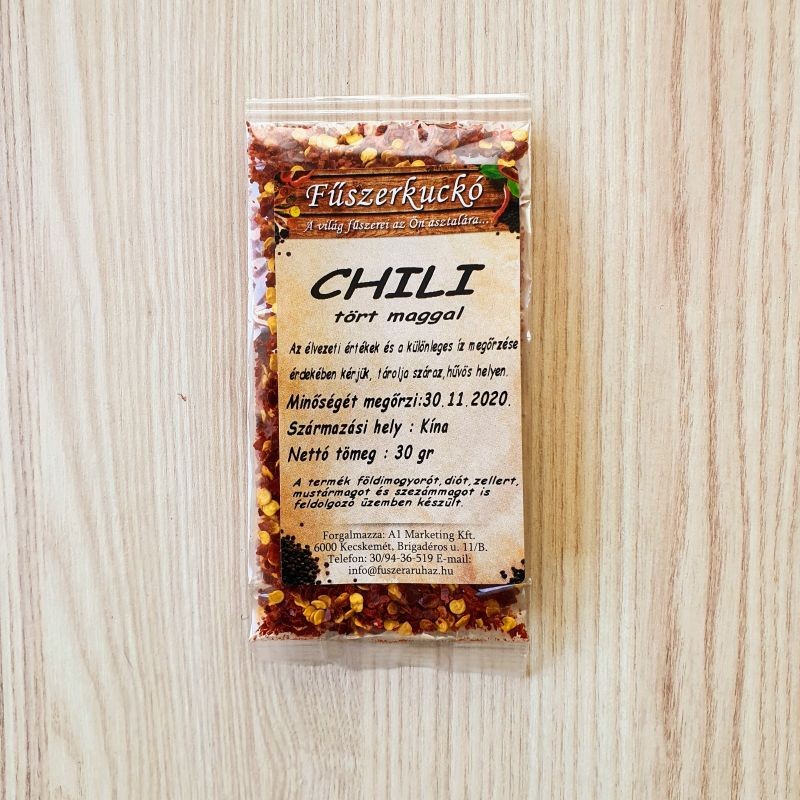 Fűszerkuckó
A világ fűszerei az Ön asztalára...
CHILI
tört maggal
Az élvezeti értékek és a különleges íz megőrzése
érdekében kérjük, tárolja száraz,hűvös helyen.
Minőségét megőrzi:30.11.2020.
Származási hely : Kína
Nettó tömeg : 30 gr
A termék földimogyorót,diót,zellert,
mustármagot és szezámmagot is
feldolgozó üzemben készült.
Forgalmazza: A1 Marketing Kft.
6000 Kecskemét, Brigadéros u. 11/B.
Telefon: 30/94-36-519 E-mail:
info@fuszeraruhaz.hu